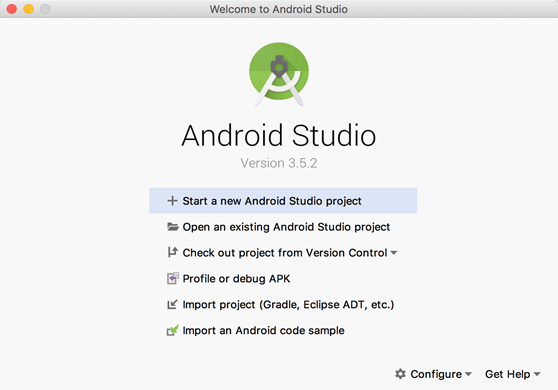 Welcome to Android Studio
Android Studio
Version 3.5.2
Start a new Android Studio project
Open an existing Android Studio project
Check out project from Version Control
Profile or debug APK
Import project (Gradle, Eclipse ADT, etc.)
Import an Android code sample
Configure Get Help